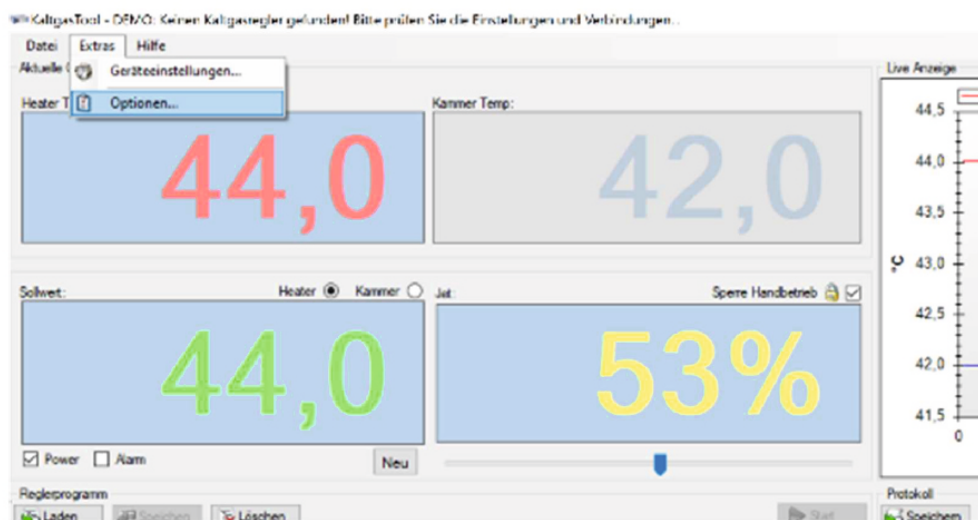 KaltgasTool - DEMO: Keinen Kaltgasregler gefunden! Bitte prüfen Sie die Einstellungen und Verbindungen..
Datei Extras Hilfe
Geräteeinstellungen...
Optionen...
Aktuelle
Heater T
44,0
Kammer Temp:
42,0
Sollwert: Heater Kammer
44,0
Power Alarm Neu
Jet: Sperre Handbetrieb
53%
Reglerprogramm
Laden Speichern Löschen Start
Live Anzeige
44,5
44,0
43,5
°C
43,0
42,5
42,0
41,5
0
Protokoll
Speichern